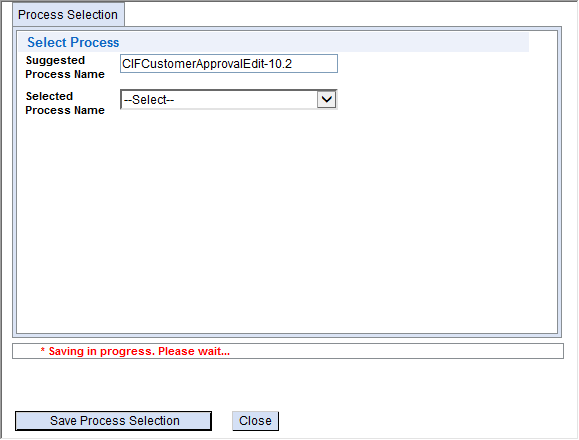 Process Selection
Select Process
Suggested
Process Name
CIFCustomerApprovalEdit-10.2
Selected
Process Name
--Select--
* Saving in progress. Please wait...
Save Process Selection
Close